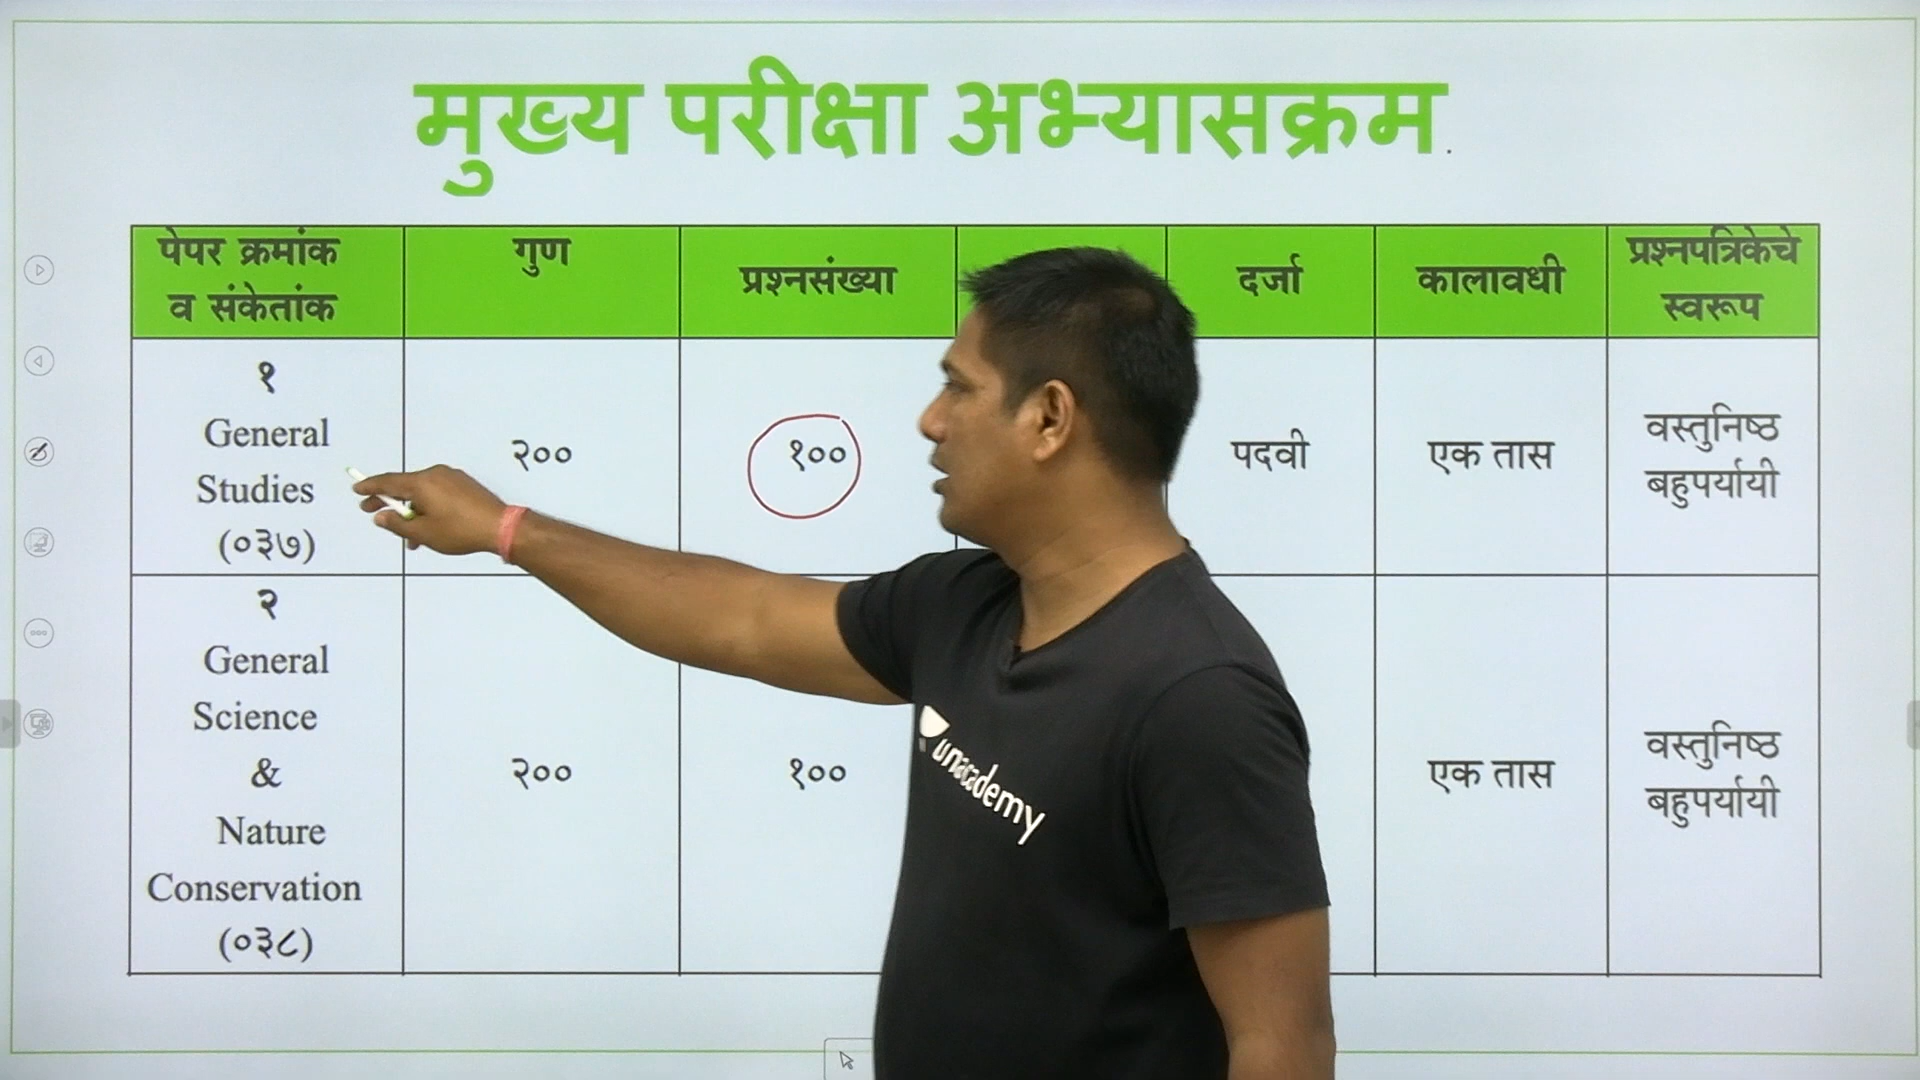 मुख्य परीक्षा अभ्यासक्रम.
पेपर क्रमांक
व संकेतांक
गुण
प्रश्नसंख्या
दर्जा
कालावधी
प्रश्नपत्रिकेचे
स्वरूप
१
General
Studies
(०३७)
२००
१००
पदवी
एक तास
वस्तुनिष्ठ
बहुपर्यायी
२
General
Science
&
Nature
Conservation
(०३८)
२००
१००
एक तास
वस्तुनिष्ठ
बहुपर्यायी
unacademy